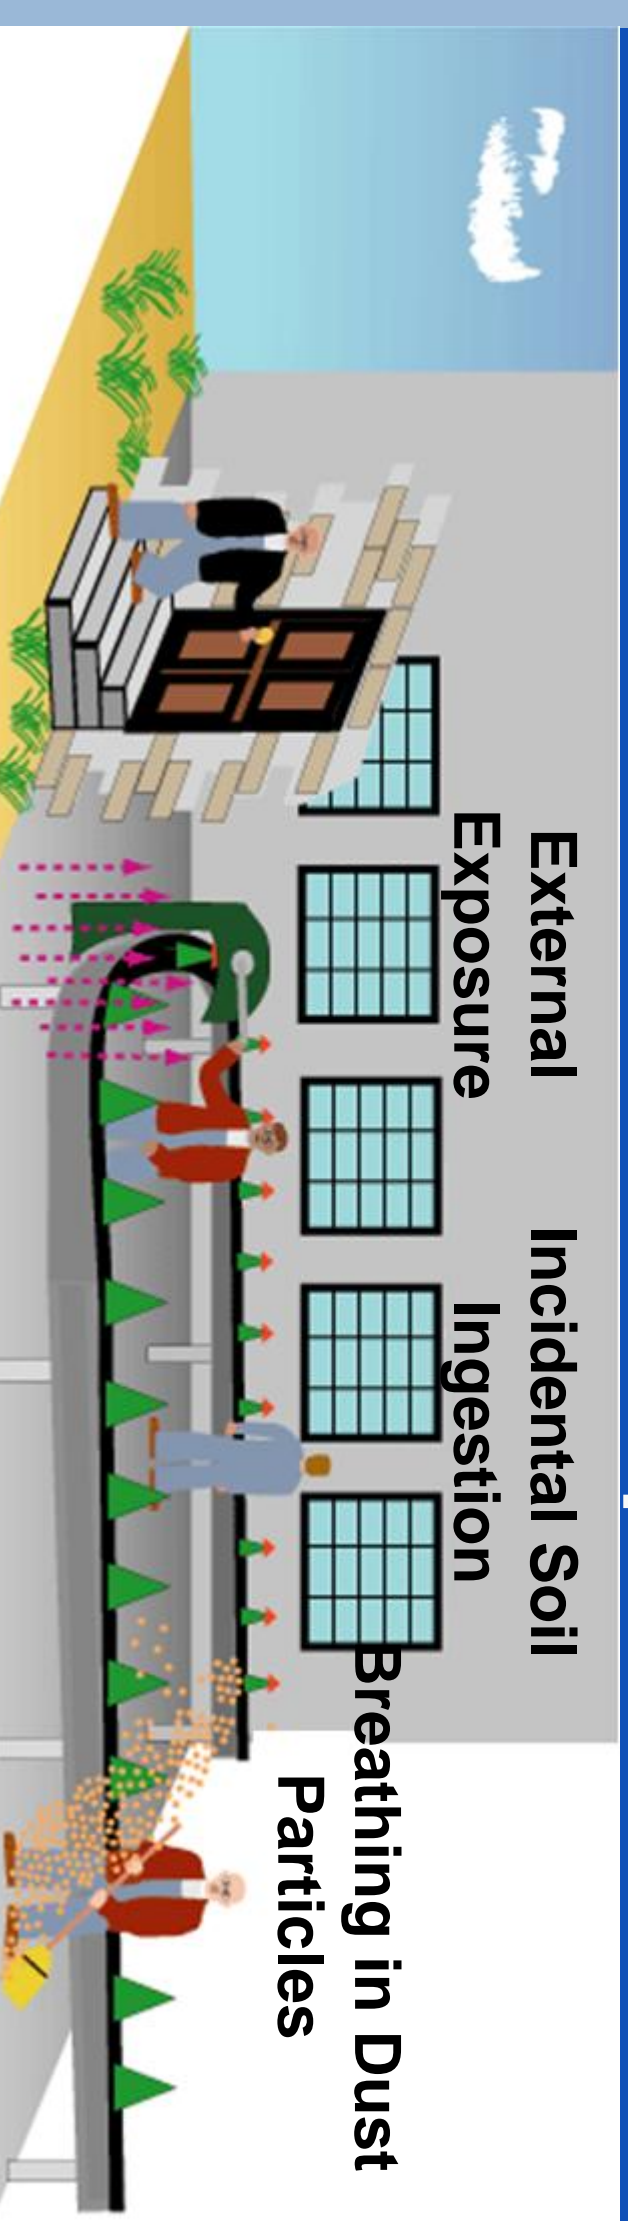 External
Exposure
Incidental Soil
Ingestion
Breathing in Dust
Particles